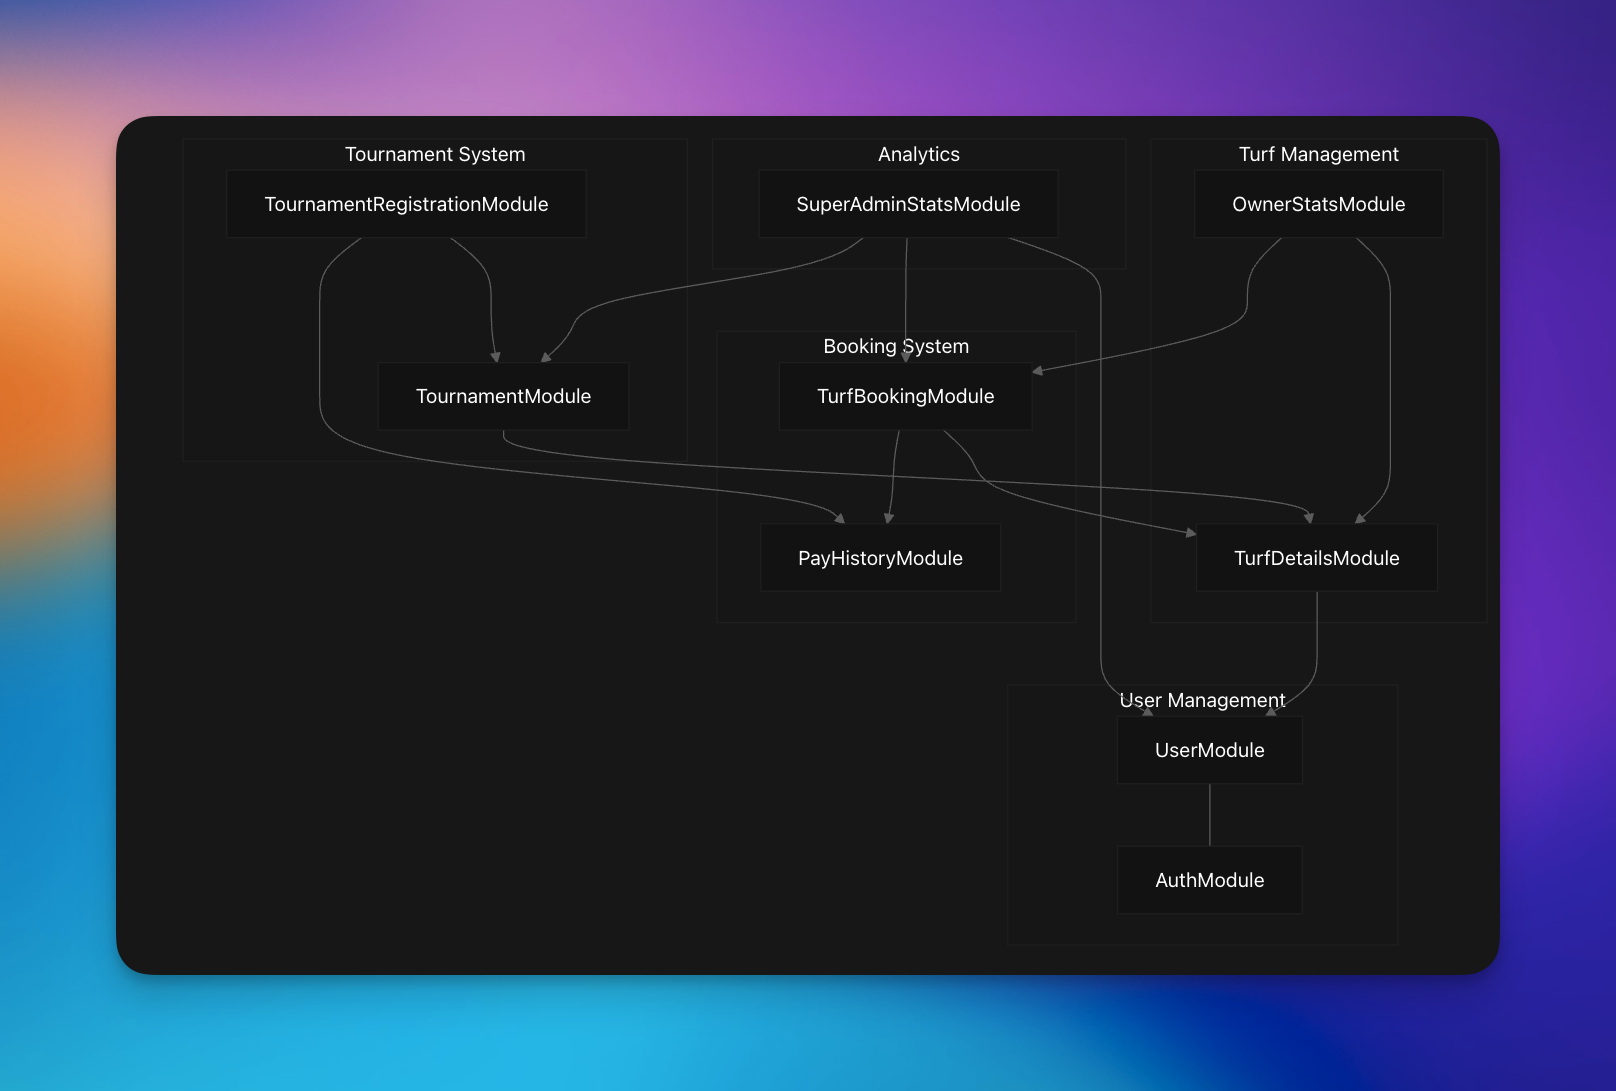 Tournament System
TournamentRegistrationModule
TournamentModule
Analytics
SuperAdminStatsModule
Booking System
TurfBookingModule
PayHistoryModule
Turf Management
OwnerStatsModule
TurfDetailsModule
User Management
UserModule
AuthModule